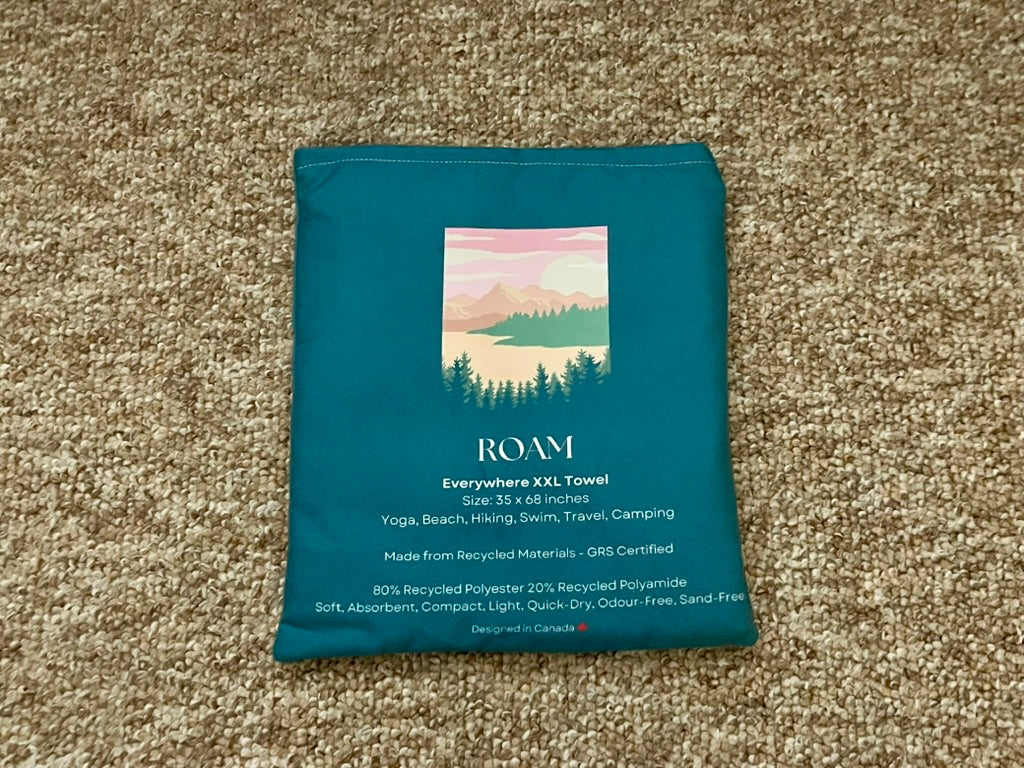 ROAM
Everywhere XXL Towel
Size: 35 x 68 inches
Yoga, Beach, Hiking, Swim, Travel, Camping
Made from Recycled Materials - GRS Certified
80% Recycled Polyester 20% Recycled Polyamide
Soft, Absorbent, Compact, Light, Quick-Dry, Odour-Free, Sand-Free
Designed in Canada